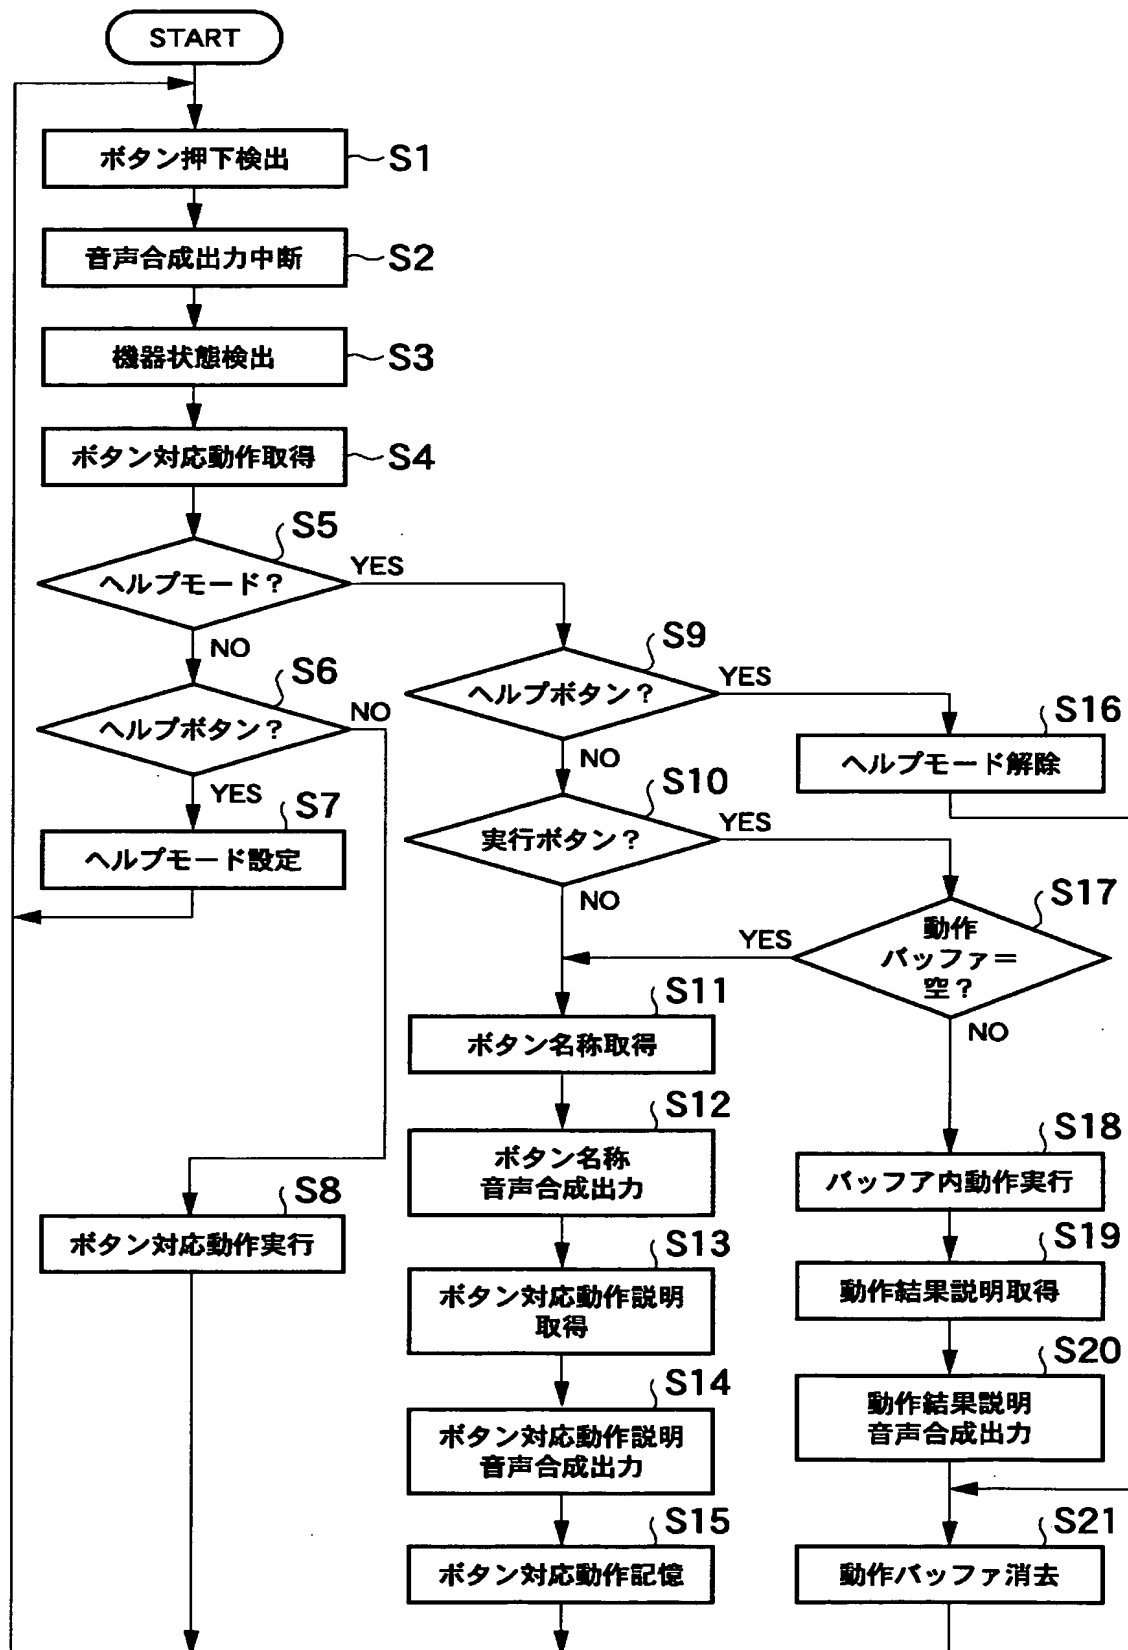 START
ボタン押下検出
S1
音声合成出力中断
S2
機器状態検出
S3
ボタン対応動作取得
S4
S5
ヘルプモード?
YES
NO
S6
ヘルプボタン?
NO
YES
S7
ヘルプモード設定
S8
ボタン対応動作実行
S9
ヘルプボタン?
YES
NO
S10
実行ボタン?
YES
NO
S11
ボタン名称取得
S12
ボタン名称
音声合成出力
S13
ボタン対応動作説明
取得
S14
ボタン対応動作説明
音声合成出力
S15
ボタン対応動作記憶
S16
ヘルプモード解除
S17
動作
バッファ=
空?
YES
NO
S18
バッフア内動作実行
S19
動作結果説明取得
S20
動作結果説明
音声合成出力
S21
動作バッファ消去